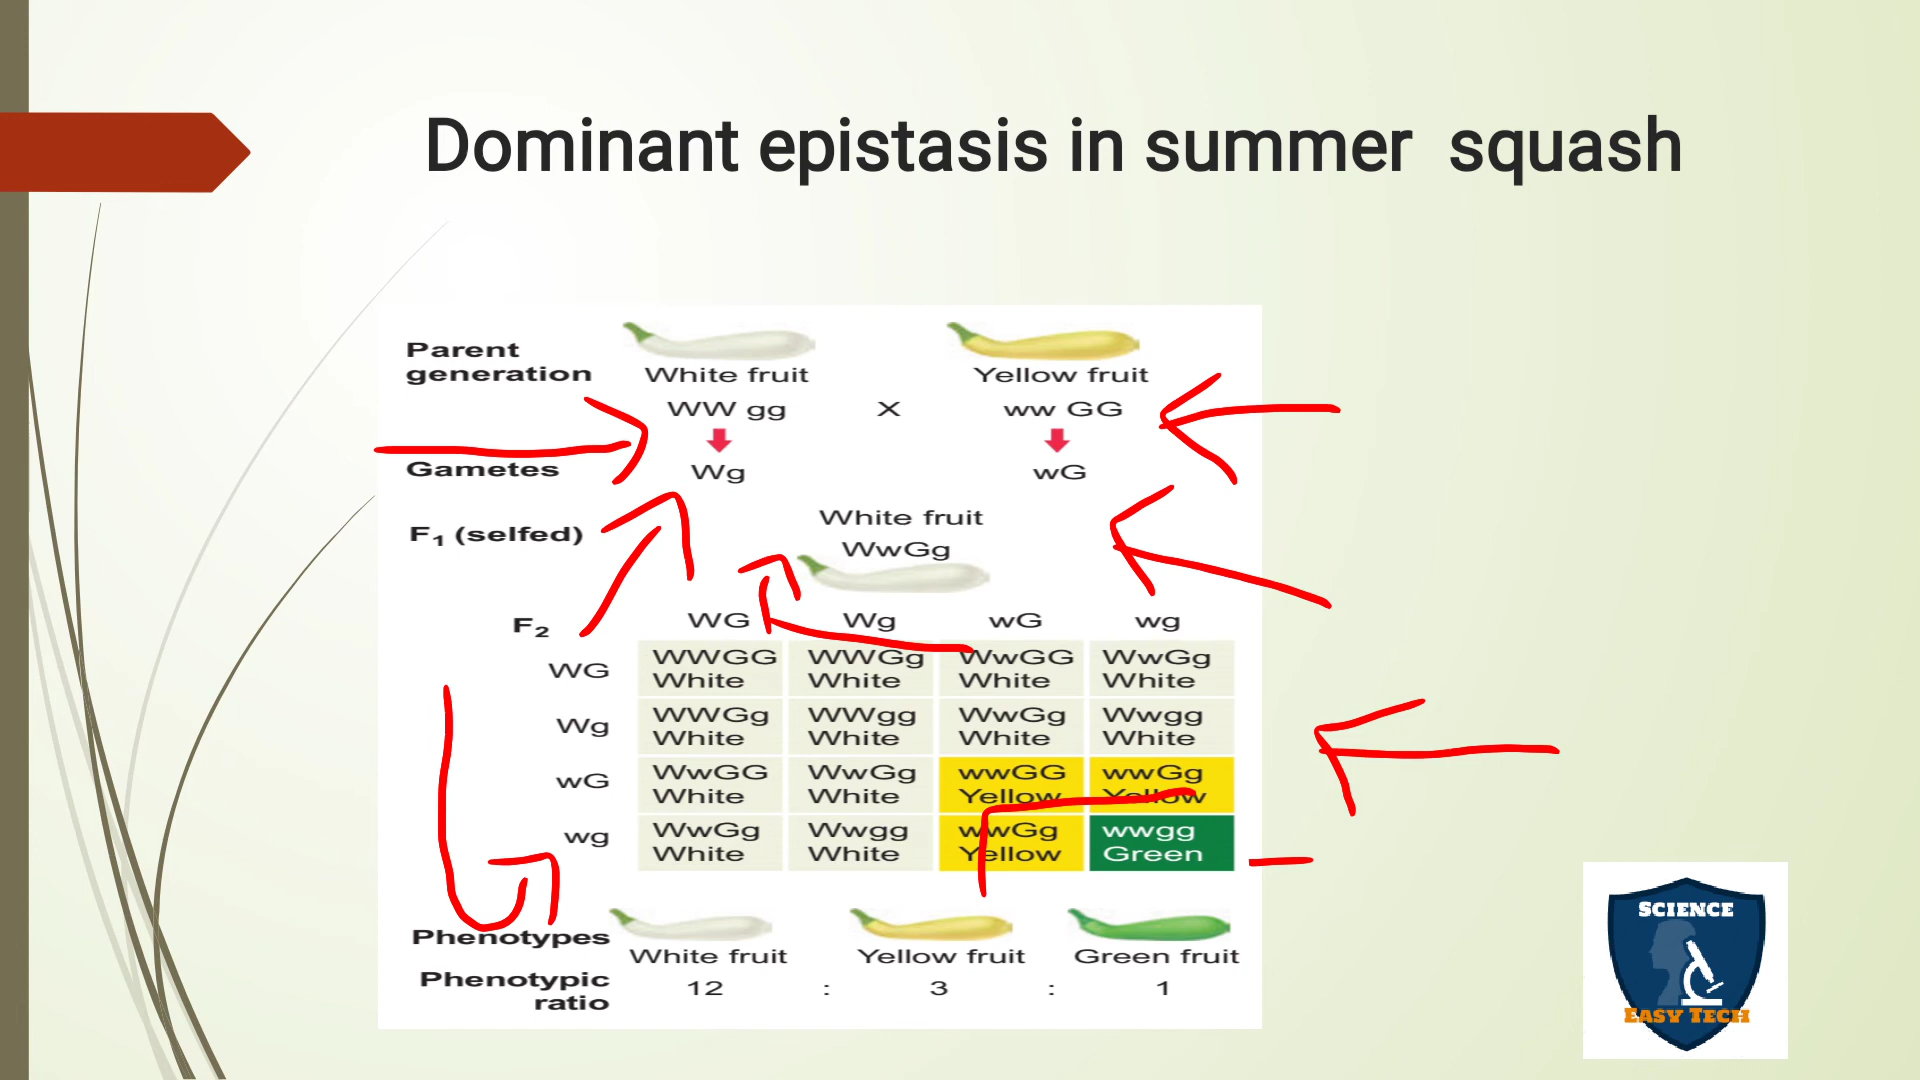 Dominant epistasis in summer squash
Parent
generation
White fruit
Yellow fruit
WW gg
X
ww GG
Gametes
Wg
wG
F1 (selfed)
White fruit
WwGg
F2
WG Wg wG wg
WG
WWGG
White
WWGg
White
WwGG
White
WwGg
White
Wg
WWGg
White
WWgg
White
WwGg
White
Wwgg
White
wG
WwGG
White
WwGg
White
wwGG
Yellow
wwGg
Yellow
wg
WwGg
White
Wwgg
White
wwGg
Yellow
wwgg
Green
Phenotypes
White fruit
Yellow fruit
Green fruit
Phenotypic
ratio
12 : 3 : 1
SCIENCE
EASY TECH